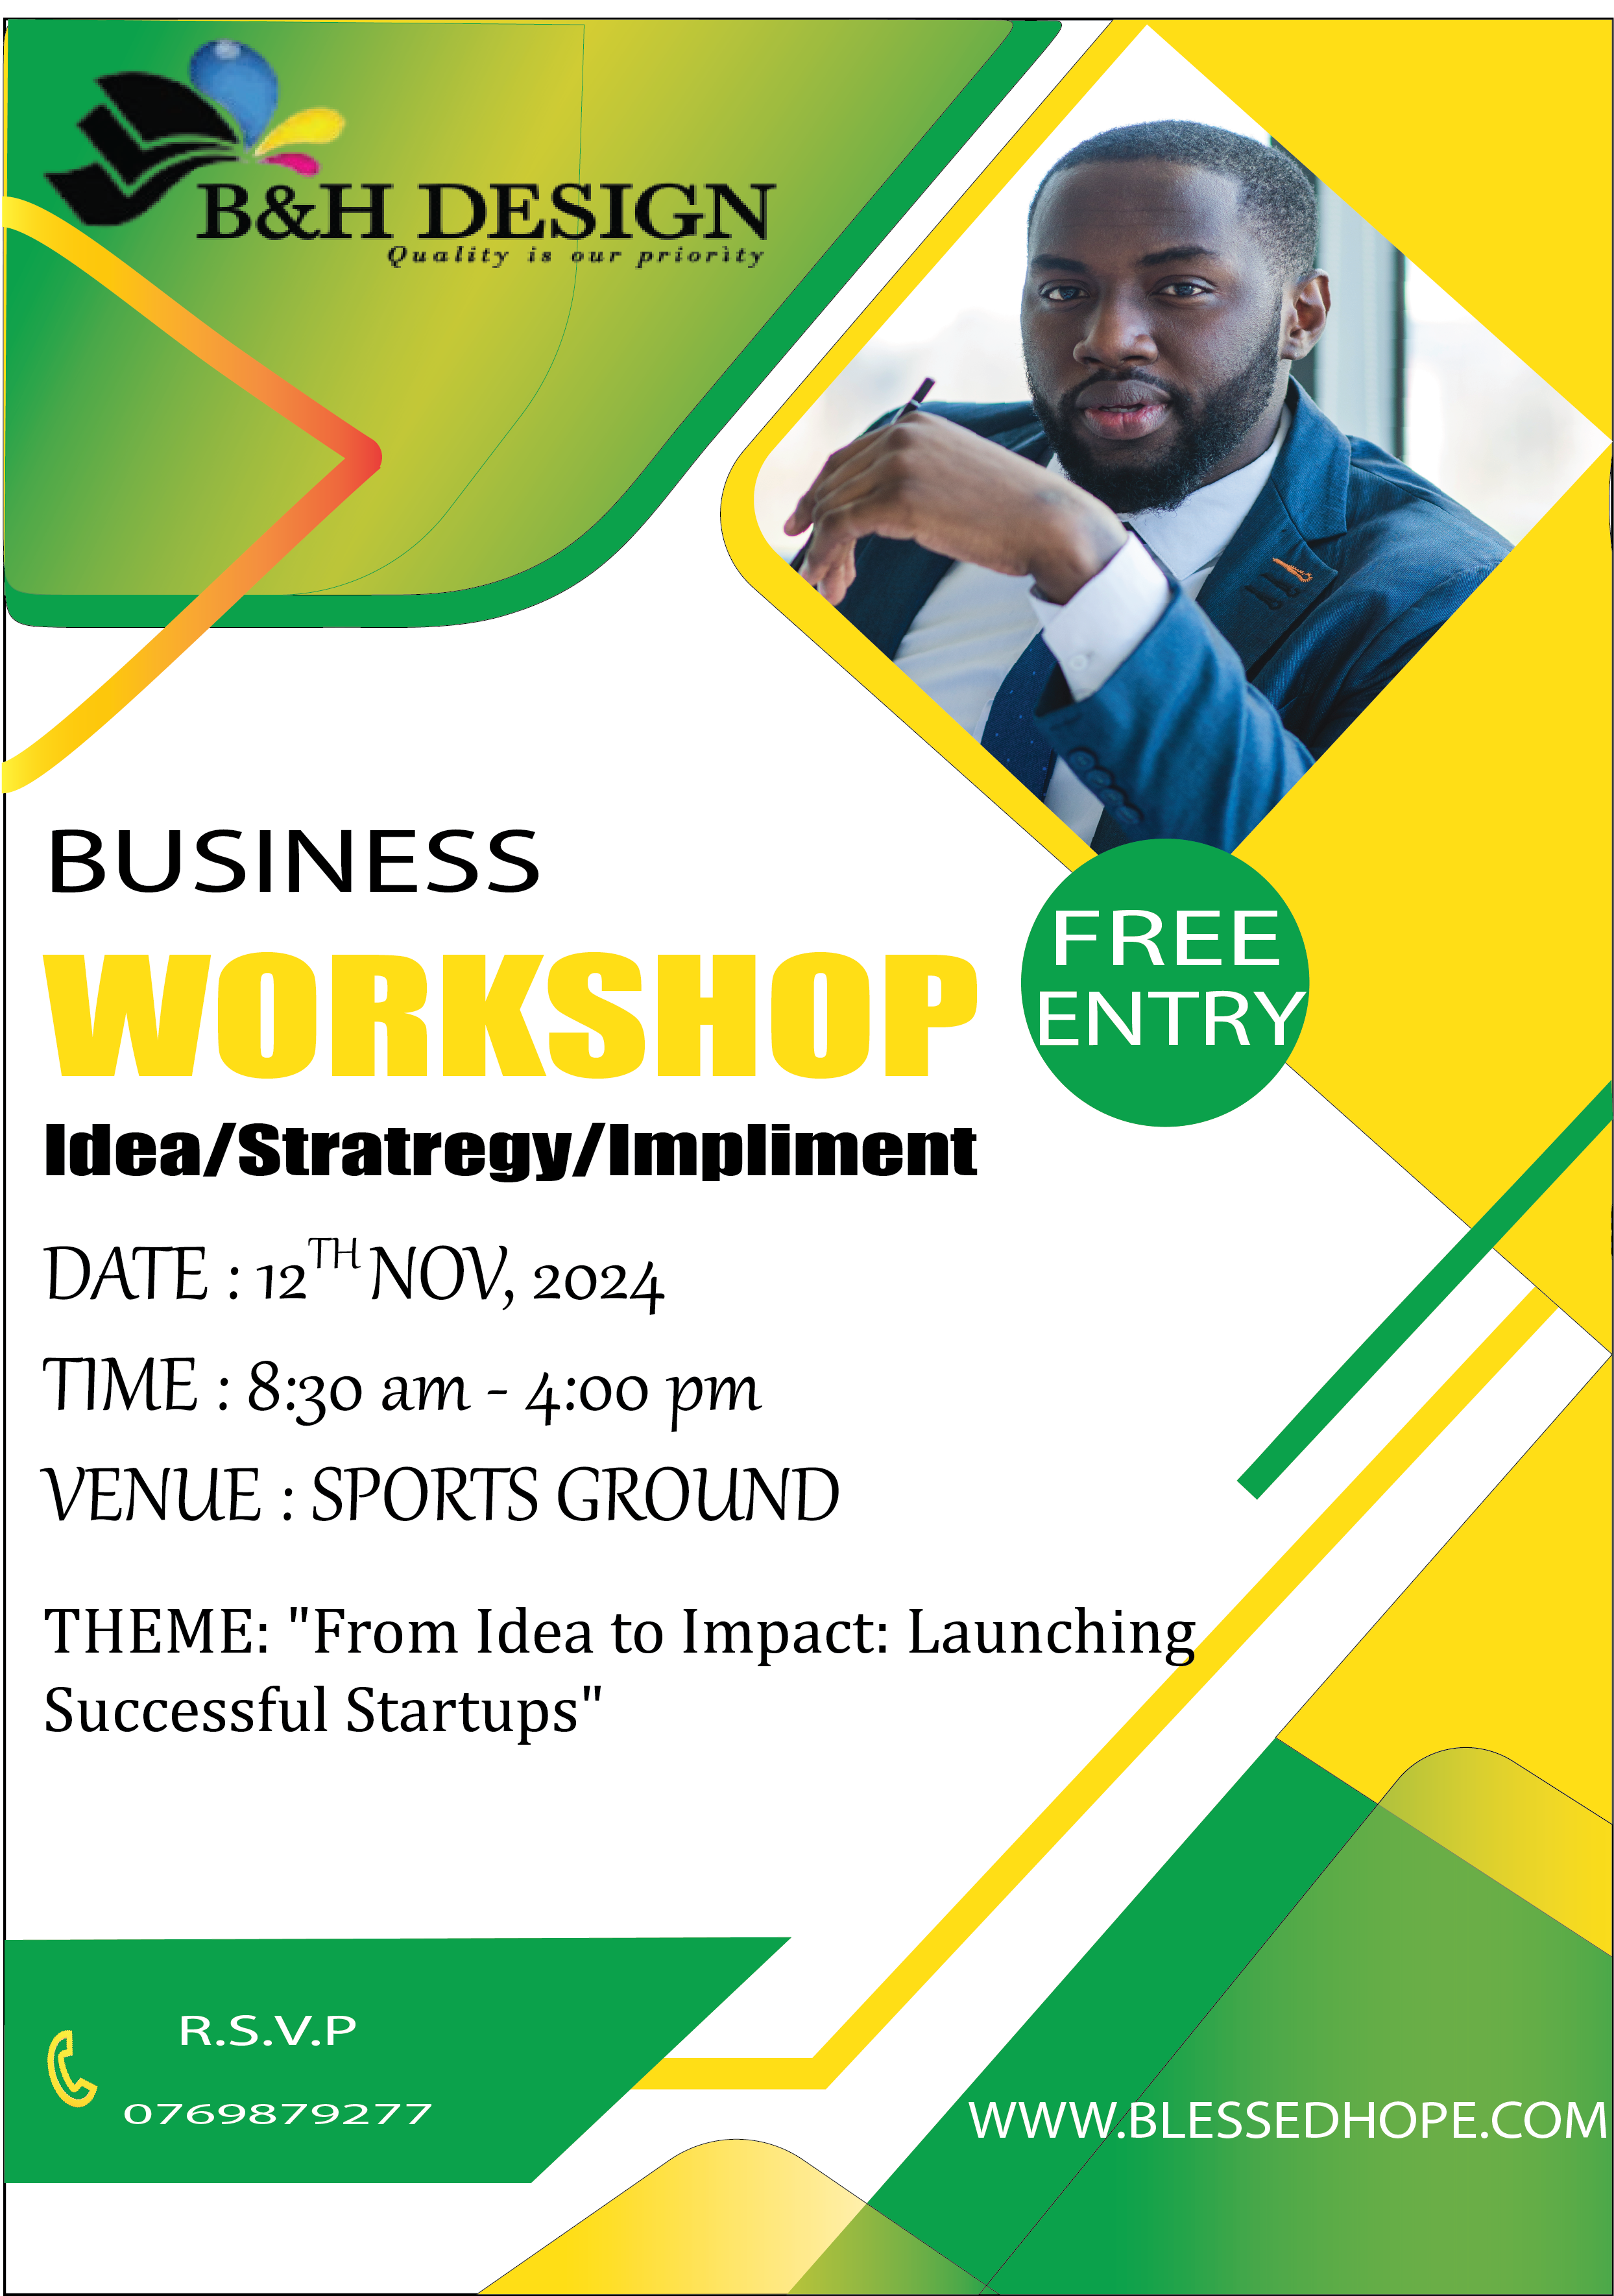 B&H DESIGN
Quality is our priority
BUSINESS
WORKSHOP
FREE
ENTRY
Idea/Stratregy/Impliment
DATE : 12TH NOV, 2024
TIME : 8:30 am - 4:00 pm
VENUE : SPORTS GROUND
THEME: "From Idea to Impact: Launching
Successful Startups"
R.S.V.P
0769879277
WWW.BLESSEDHOPE.COM